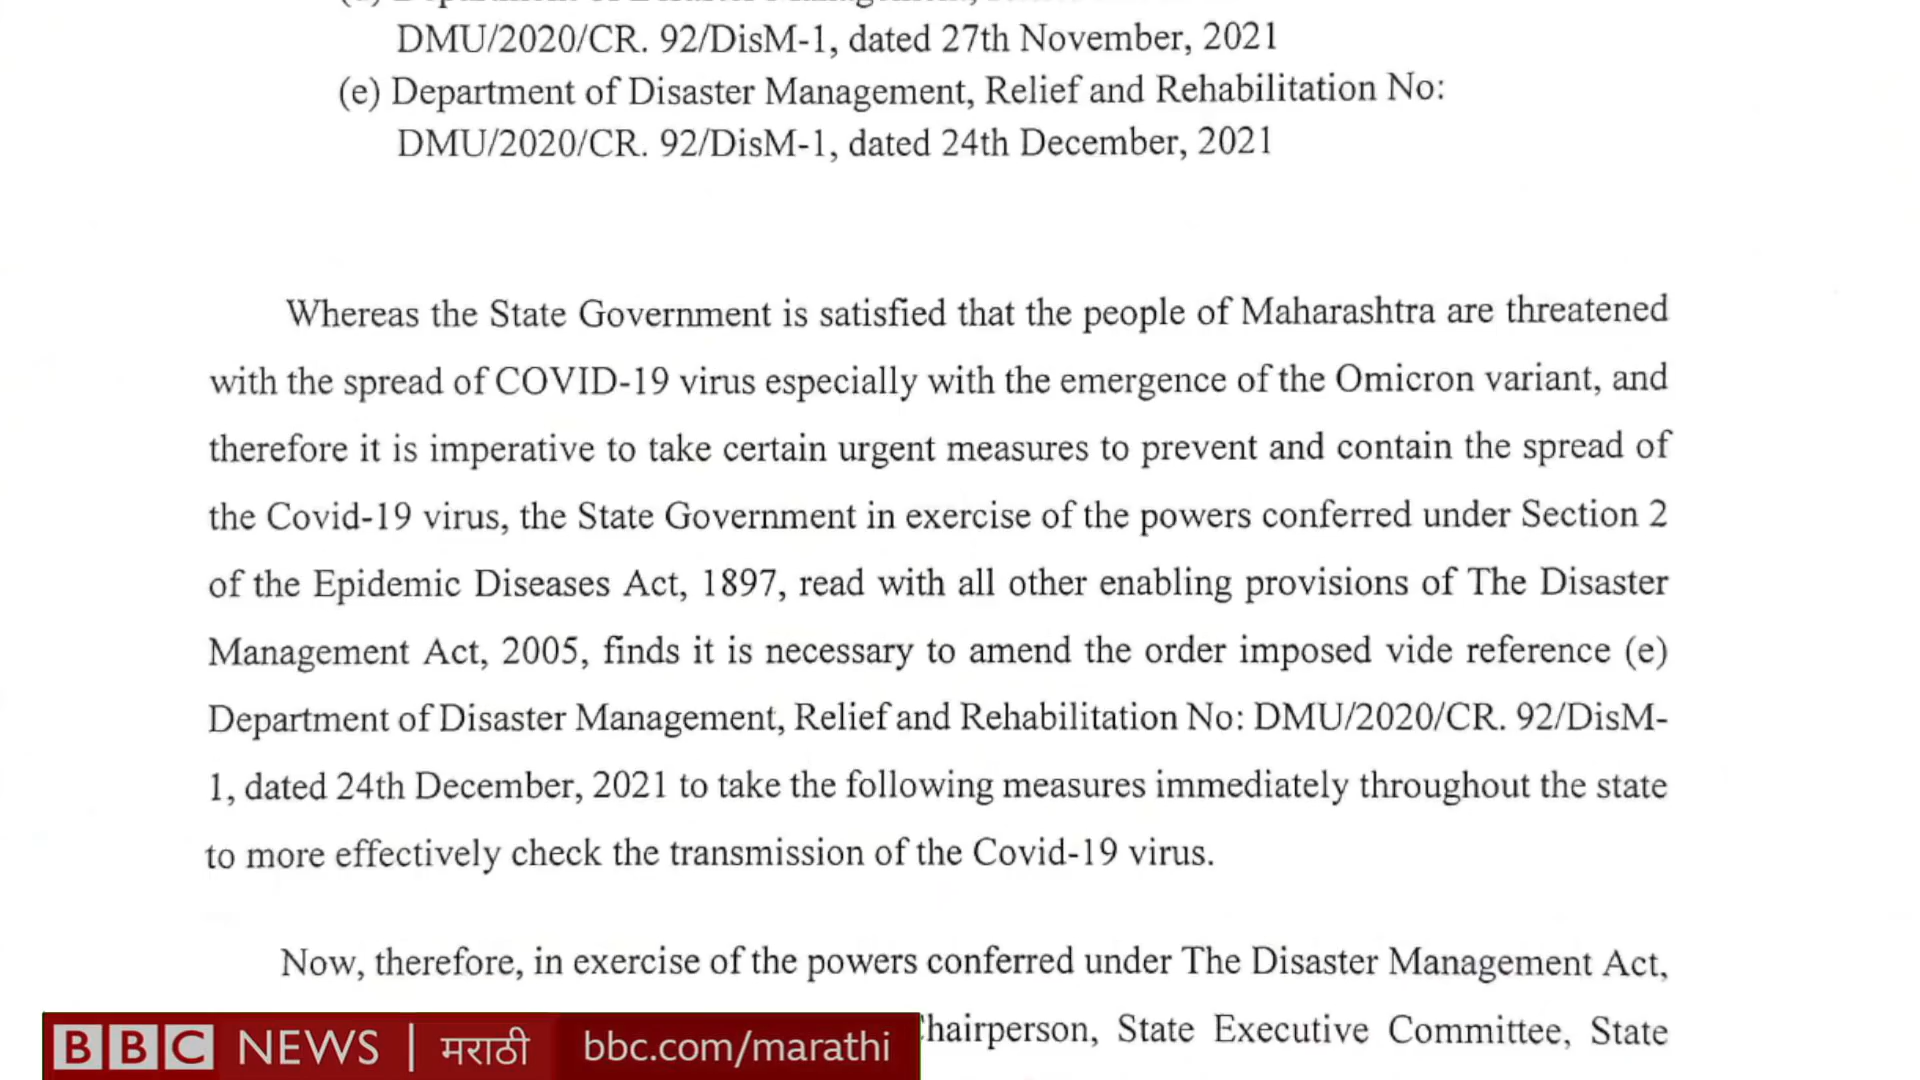 DMU/2020/CR. 92/DisM-1, dated 27th November, 2021
(e) Department of Disaster Management, Relief and Rehabilitation No:
DMU/2020/CR. 92/DisM-1, dated 24th December, 2021
Whereas the State Government is satisfied that the people of Maharashtra are threatened
with the spread of COVID-19 virus especially with the emergence of the Omicron variant, and
therefore it is imperative to take certain urgent measures to prevent and contain the spread of
the Covid-19 virus, the State Government in exercise of the powers conferred under Section 2
of the Epidemic Diseases Act, 1897, read with all other enabling provisions of The Disaster
Management Act, 2005, finds it is necessary to amend the order imposed vide reference (e)
Department of Disaster Management, Relief and Rehabilitation No: DMU/2020/CR. 92/DisM-
1, dated 24th December, 2021 to take the following measures immediately throughout the state
to more effectively check the transmission of the Covid-19 virus.
Now, therefore, in exercise of the powers conferred under The Disaster Management Act,
hairperson, State Executive Committee, State
BBC NEWS | मराठी bbc.com/marathi